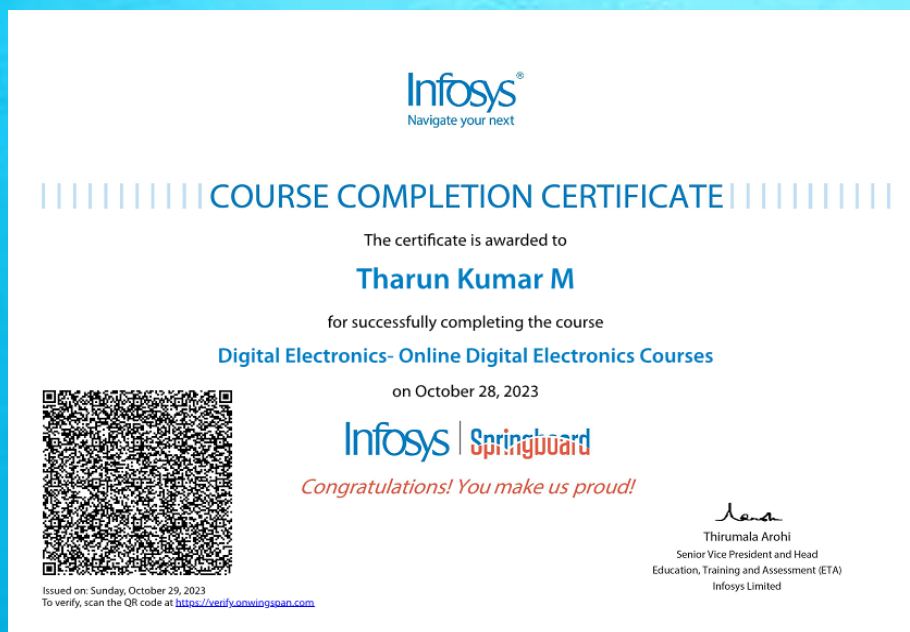 Infosys®
Navigate your next
COURSE COMPLETION CERTIFICATE
The certificate is awarded to
Tharun Kumar M
for successfully completing the course
Digital Electronics- Online Digital Electronics Courses
on October 28, 2023
Infosys | Springboard
Congratulations! You make us proud!
Thirumala Arohi
Senior Vice President and Head
Education, Training and Assessment (ETA)
Infosys Limited
Issued on: Sunday, October 29, 2023
To verify, scan the QR code at https://verify.onwingspan.com